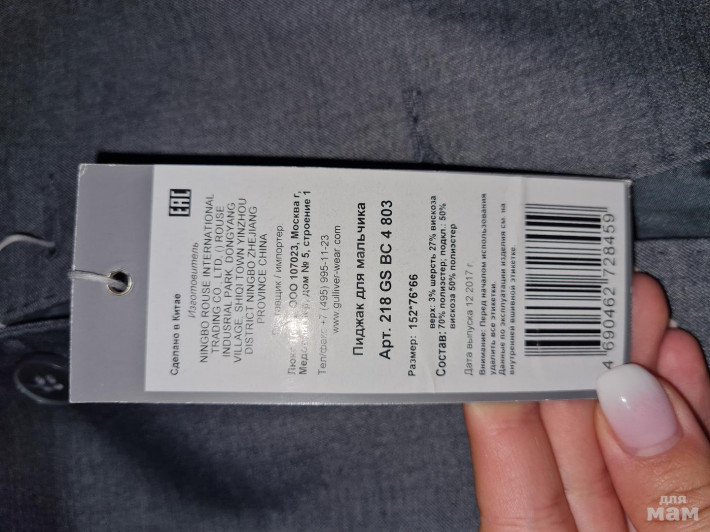 EAC
Сделано в Китае
Изготовитель
NINGBO ROUSE INTERNATIONAL
TRADING CO., LTD. () ROUSE
INDUSTRIAL PARK, DONGYANG
VILLAGE, SHIQI TOWN YINZHOU
DISTRICT NINGBO ZHEJIANG
PROVINCE CHINA
Поставщик / импортер
ООО 107023, Москва г,
дом № 5, строение 1
Тел/факс +7 (495) 995-11-23
www.gulliver-wear.com
Пиджак для мальчика
Арт. 218 GS BC 4 803
Размер: 152*76*66
верх: 3% шерсть 27% вискоза
Состав: 70% полиэстер; подкл.: 50%
вискоза 50% полиэстер
Дата выпуска 12.2017 г.
Внимание: Перед началом использования
удалить все этикетки.
Данные по эксплуатации изделия см. на
внутренней вшивной этикетке.
4 690462 728459
для
мам